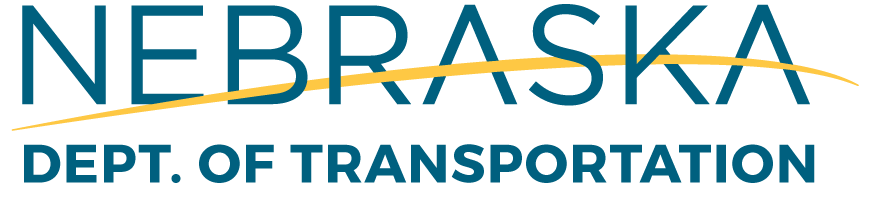 NEBRASKA
DEPT. OF TRANSPORTATION